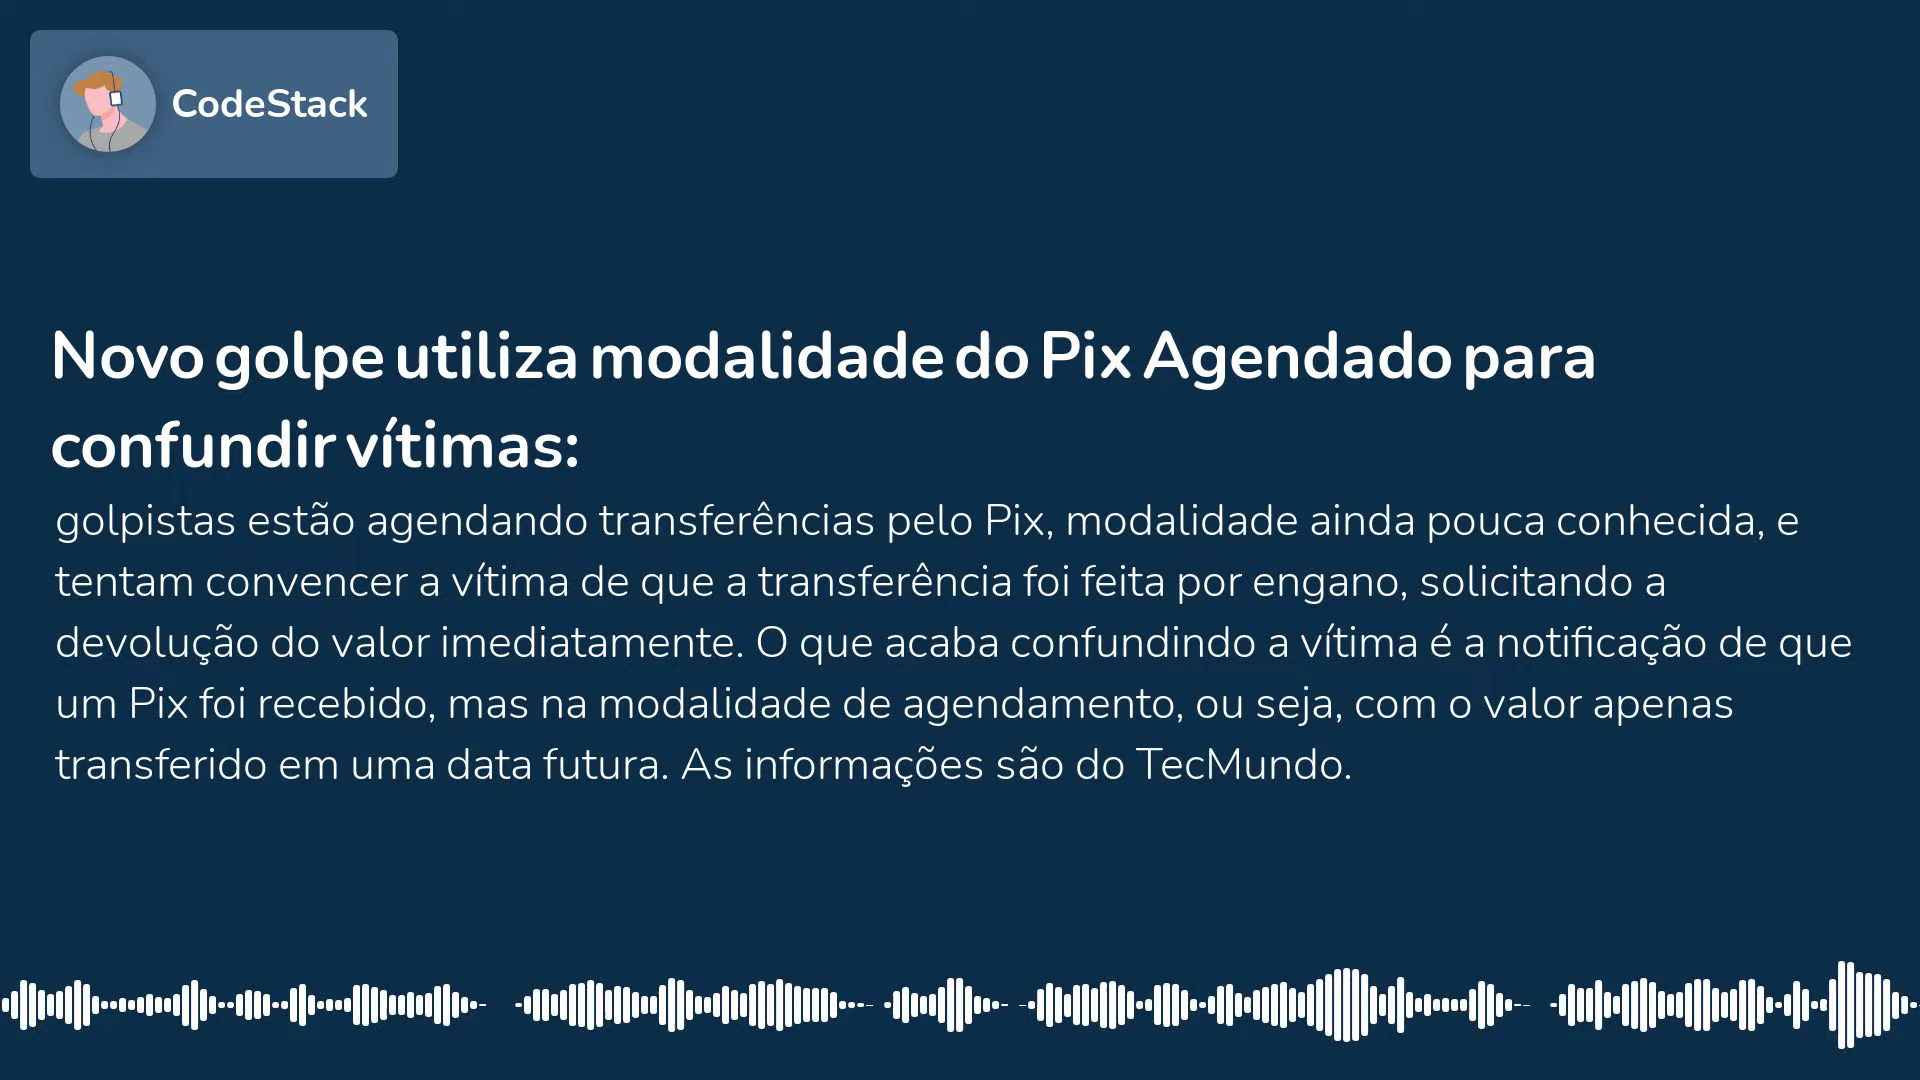 CodeStack
Novo golpe utiliza modalidade do Pix Agendado para
confundir vítimas:
golpistas estão agendando transferências pelo Pix, modalidade ainda pouca conhecida, e
tentam convencer a vítima de que a transferência foi feita por engano, solicitando a
devolução do valor imediatamente. O que acaba confundindo a vítima é a notificação de que
um Pix foi recebido, mas na modalidade de agendamento, ou seja, com o valor apenas
transferido em uma data futura. As informações são do TecMundo.